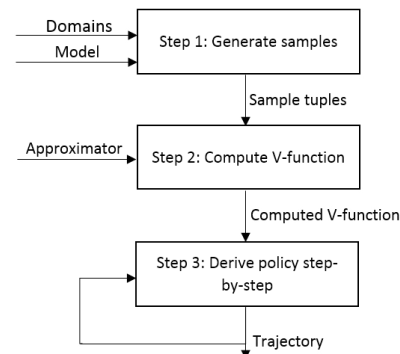 Domains
Model
Step 1: Generate samples
Sample tuples
Approximator
Step 2: Compute V-function
Computed V-function
Step 3: Derive policy step-
by-step
Trajectory